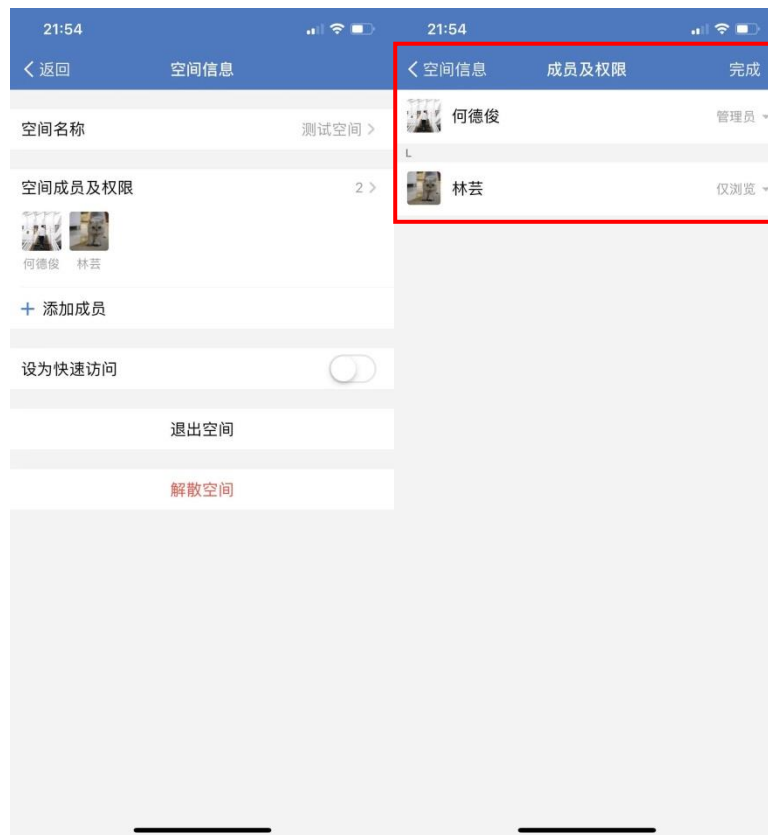 21:54
返回 空间信息
空间名称 测试空间
空间成员及权限 2
何德俊 林芸
添加成员
设为快速访问
退出空间
解散空间
21:54
空间信息 成员及权限 完成
何德俊 管理员
L
林芸 仅浏览